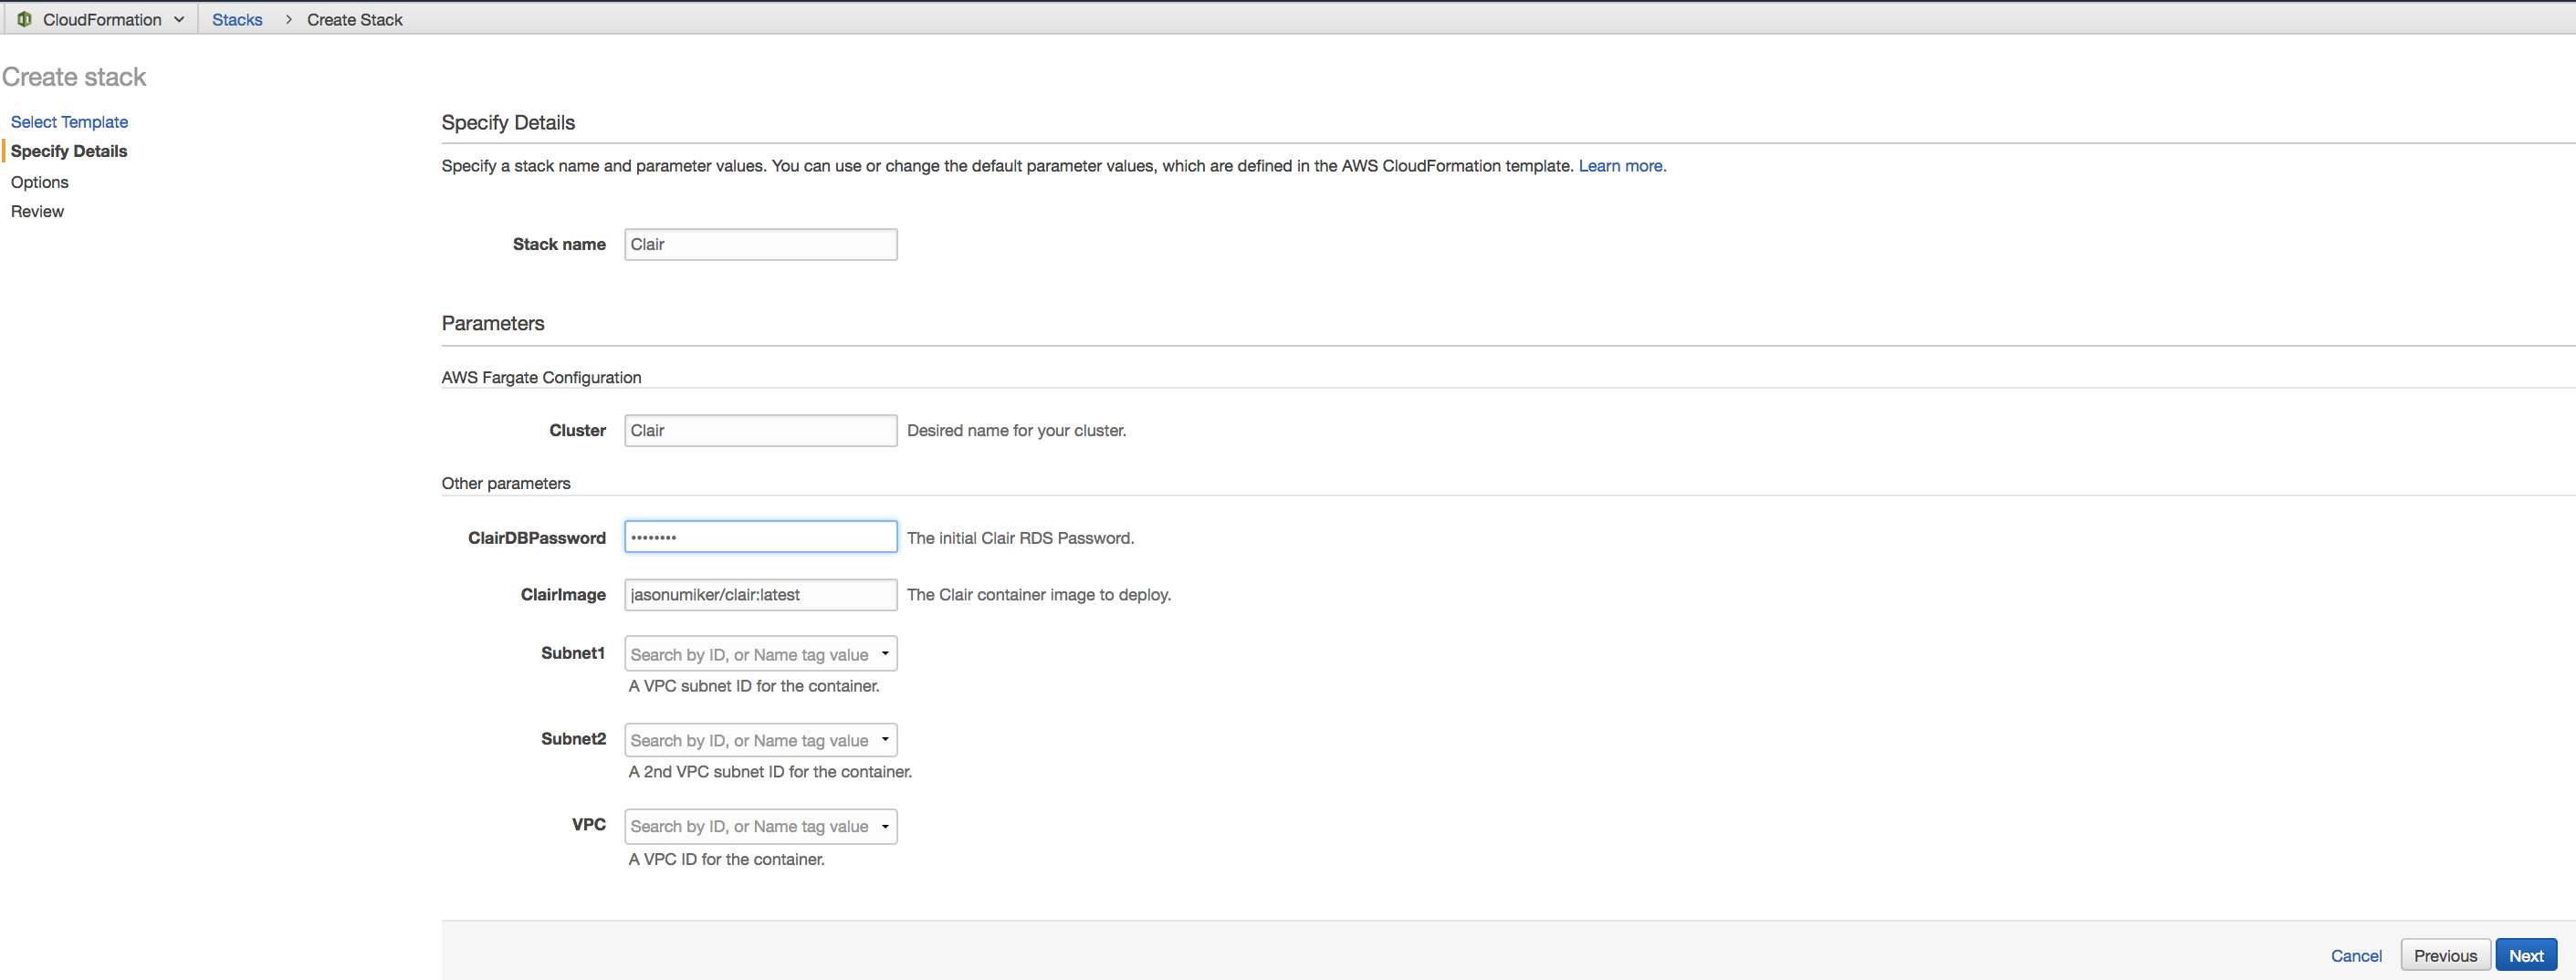 CloudFormation Stacks > Create Stack
Create stack
Select Template
Specify Details
Options
Review
Specify Details
Specify a stack name and parameter values. You can use or change the default parameter values, which are defined in the AWS CloudFormation template. Learn more.
Stack name Clair
Parameters
AWS Fargate Configuration
Cluster Clair Desired name for your cluster.
Other parameters
ClairDBPassword •••••••• The initial Clair RDS Password.
ClairImage jasonumiker/clair:latest The Clair container image to deploy.
Subnet1 Search by ID, or Name tag value
A VPC subnet ID for the container.
Subnet2 Search by ID, or Name tag value
A 2nd VPC subnet ID for the container.
VPC Search by ID, or Name tag value
A VPC ID for the container.
Cancel Previous Next